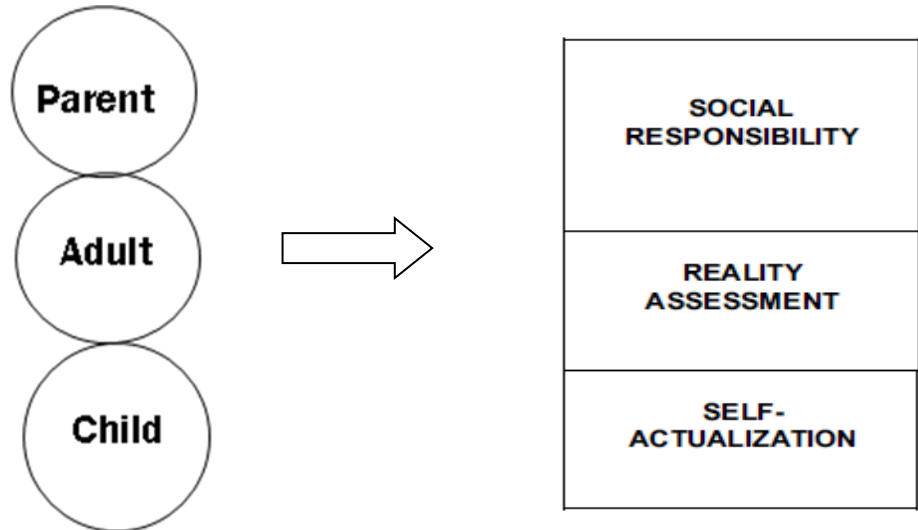 Parent
Adult
Child
SOCIAL
RESPONSIBILITY
REALITY
ASSESSMENT
SELF-
ACTUALIZATION